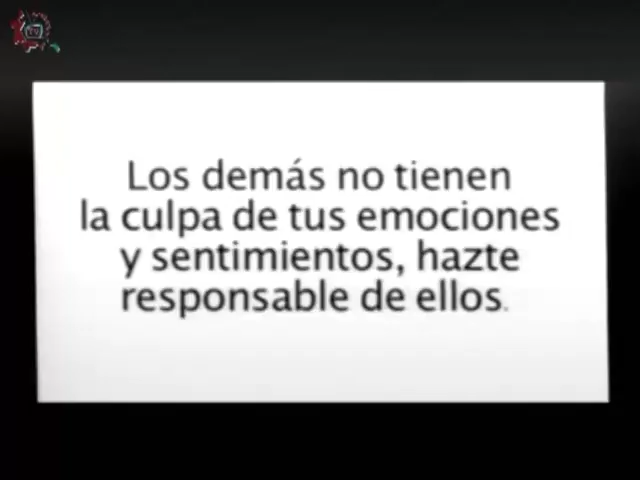 Los demás no tienen
la culpa de tus emociones
y sentimientos, hazte
responsable de ellos.